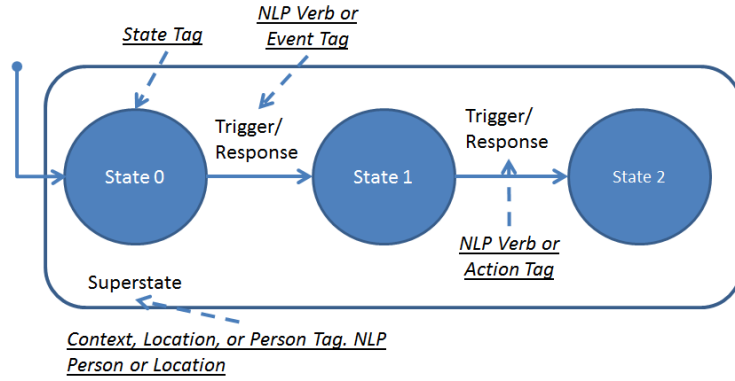 NLP Verb or
Event Tag
State Tag
Trigger/
Response
Trigger/
Response
State 0
State 1
State 2
NLP Verb or
Action Tag
Superstate
Context, Location, or Person Tag. NLP
Person or Location